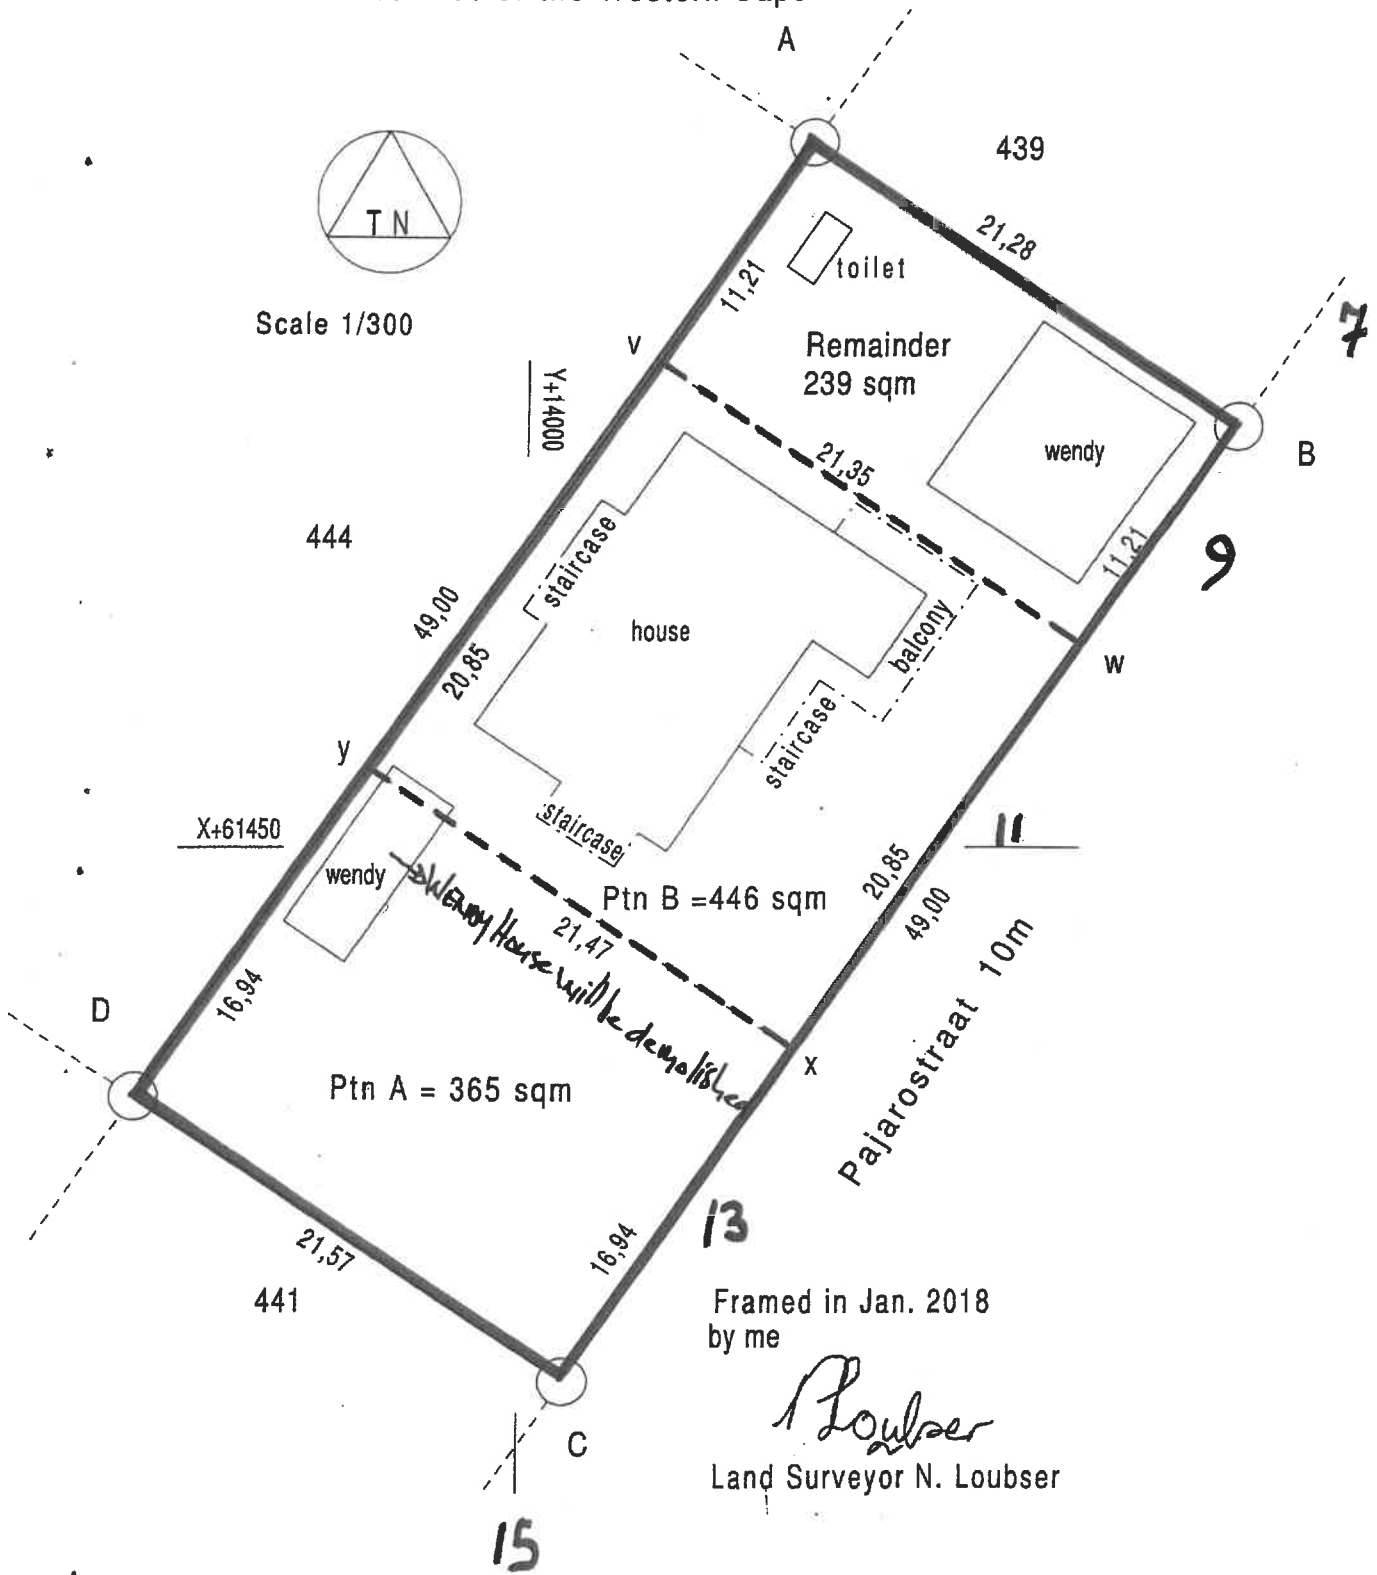 A
439
T N
21,28
toilet
11,21
Scale 1/300
7
v
Remainder
239 sqm
Y+14000
wendy
B
21,35
444
staircase
11,21
9
49,00
house
balcony
w
20,85
staircase
y
X+61450
staircase
11
wendy
20,85
Ptn B =446 sqm
49,00
21,47
WENDY House will be demolished
Pajarostraat 10m
16,94
D
x
Ptn A = 365 sqm
13
16,94
21,57
441
Framed in Jan. 2018
by me
NLoubser
C
Land Surveyor N. Loubser
15